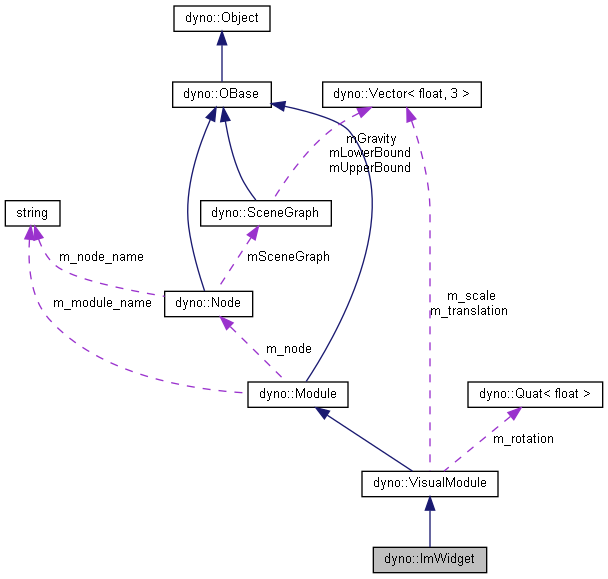 dyno::Object
dyno::OBase
dyno::Vector< float, 3 >
mGravity
mLowerBound
mUpperBound
string
dyno::SceneGraph
m_node_name
mSceneGraph
dyno::Node
m_module_name
m_scale
m_translation
m_node
dyno::Module
dyno::Quat< float >
m_rotation
dyno::VisualModule
dyno::ImWidget